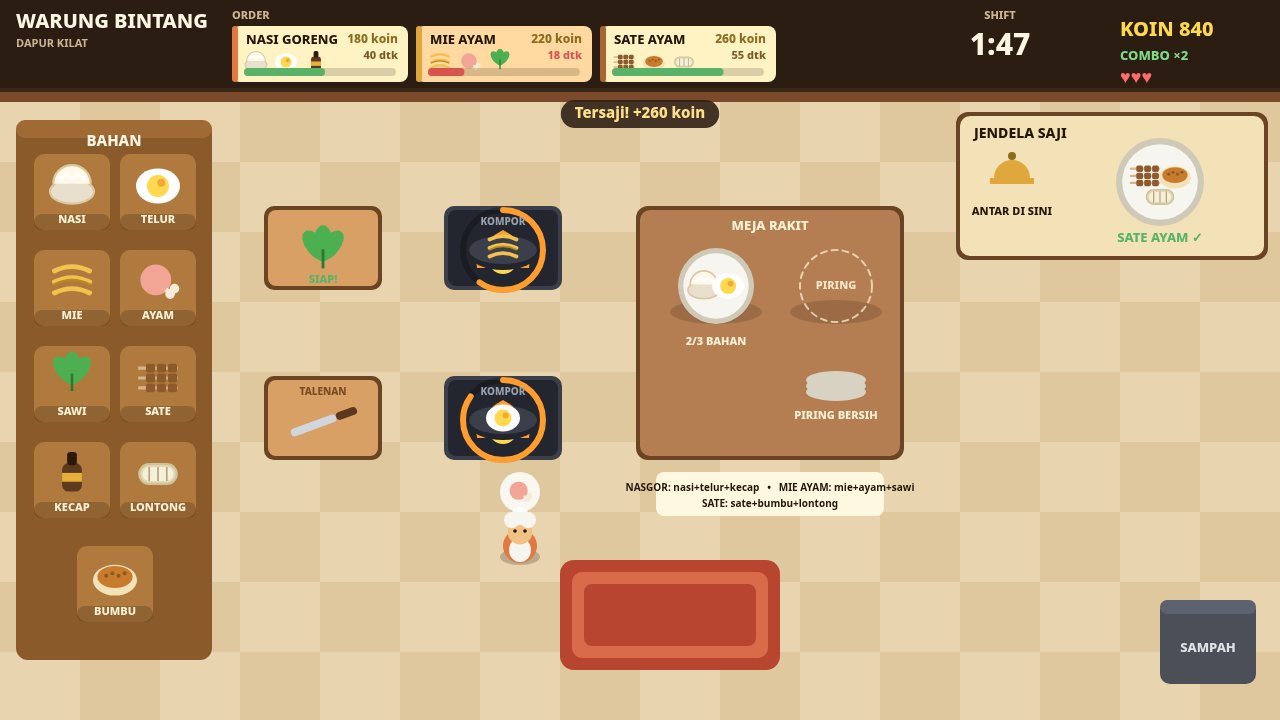 WARUNG BINTANG
DAPUR KILAT
ORDER
NASI GORENG 180 koin
40 dtk
MIE AYAM 220 koin
18 dtk
SATE AYAM 260 koin
55 dtk
SHIFT
1:47
KOIN 840
COMBO ×2
♥♥♥
Tersaji! +260 koin
BAHAN
NASI
TELUR
MIE
AYAM
SAWI
SATE
KECAP
LONTONG
BUMBU
SIAP!
KOMPOR
TALENAN
KOMPOR
MEJA RAKIT
PIRING
2/3 BAHAN
PIRING BERSIH
NASGOR: nasi+telur+kecap • MIE AYAM: mie+ayam+sawi
SATE: sate+bumbu+lontong
JENDELA SAJI
ANTAR DI SINI
SATE AYAM ✓
SAMPAH